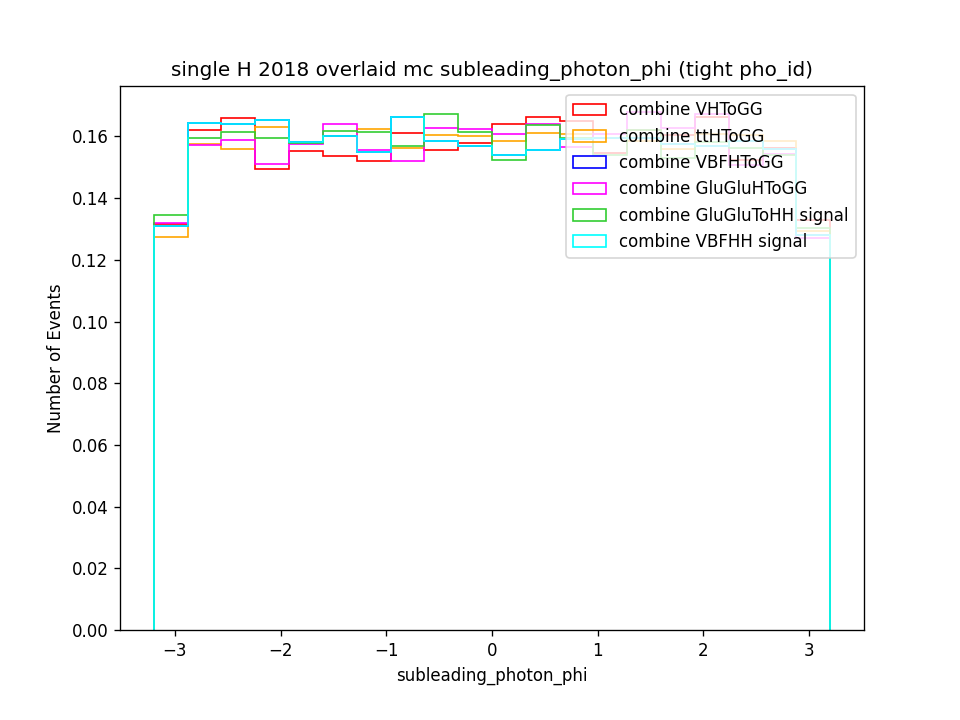 single H 2018 overlaid mc subleading_photon_phi (tight pho_id)
combine VHToGG
combine ttHToGG
combine VBFHToGG
combine GluGluHToGG
combine GluGluToHH signal
combine VBFHH signal
Number of Events
0.16
0.14
0.12
0.10
0.08
0.06
0.04
0.02
0.00
−3 −2 −1 0 1 2 3
subleading_photon_phi